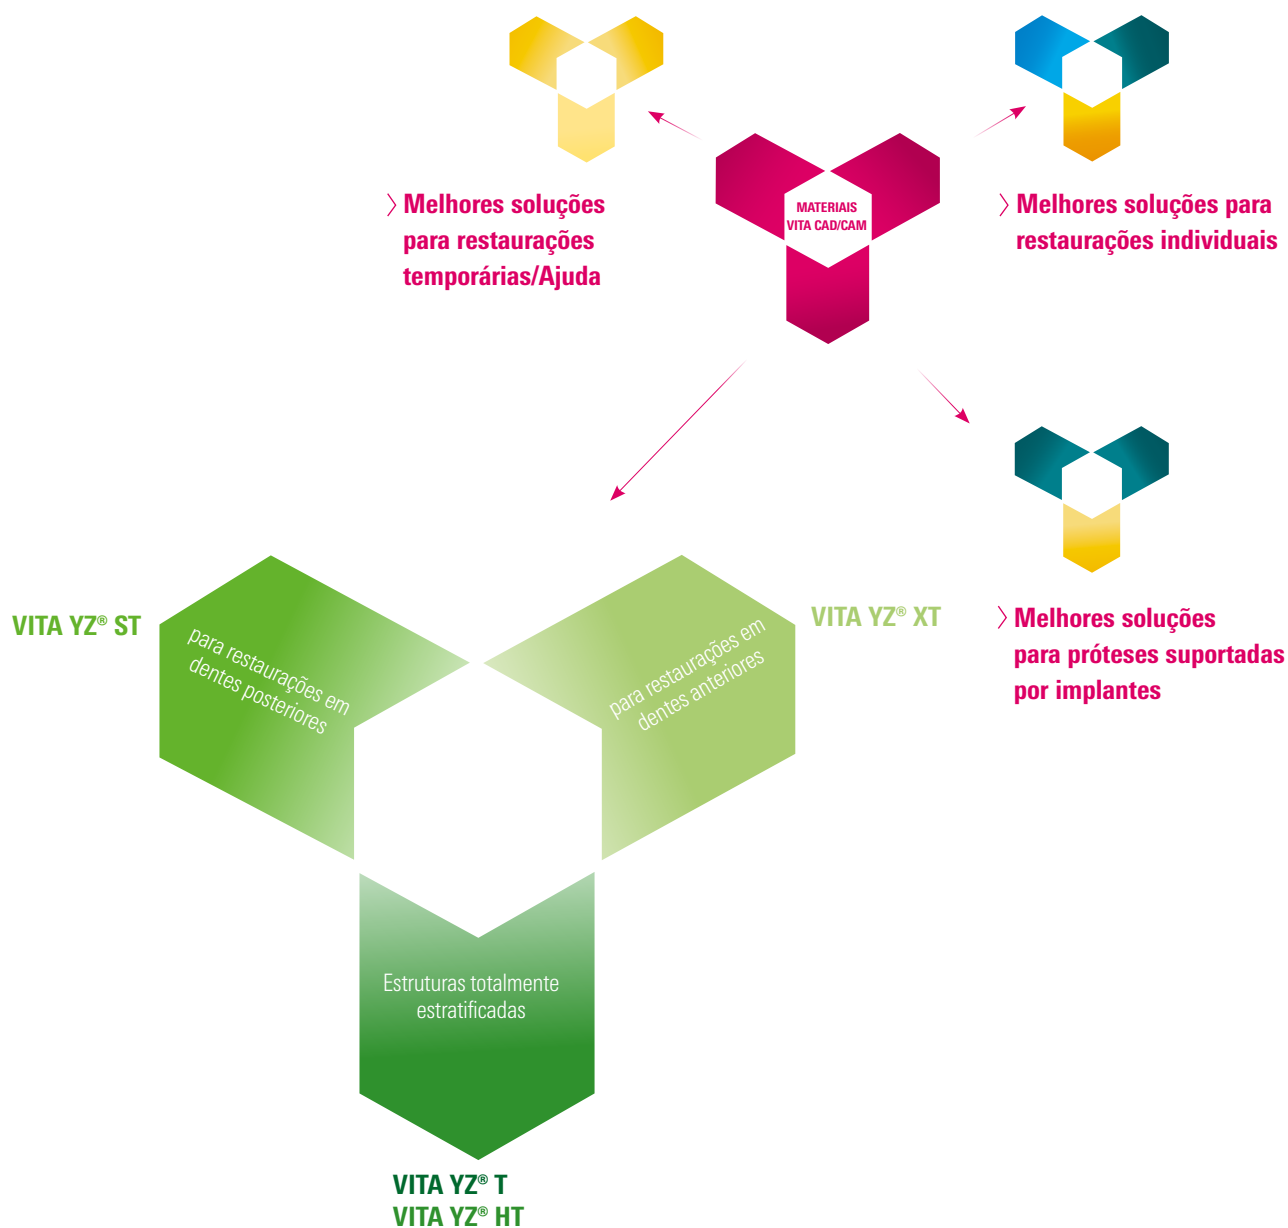 MATERIAIS
VITA CAD/CAM
〉Melhores soluções
para restaurações
temporárias/Ajuda
〉Melhores soluções para
restaurações individuais
〉Melhores soluções
para próteses suportadas
por implantes
VITA YZ® ST
para restaurações em
dentes posteriores
VITA YZ® XT
para restaurações em
dentes anteriores
Estruturas totalmente
estratificadas
VITA YZ® T
VITA YZ® HT